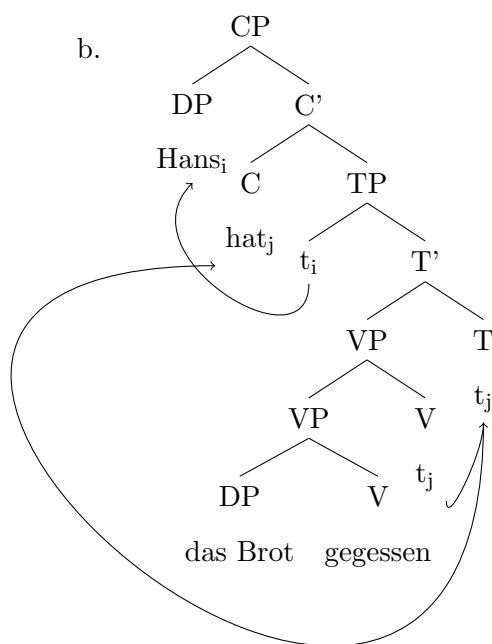 CP
b.
DP C'
Hans_i C TP
hat_j t_i T'
VP T
t_j
VP V
t_j
DP V
das Brot gegessen